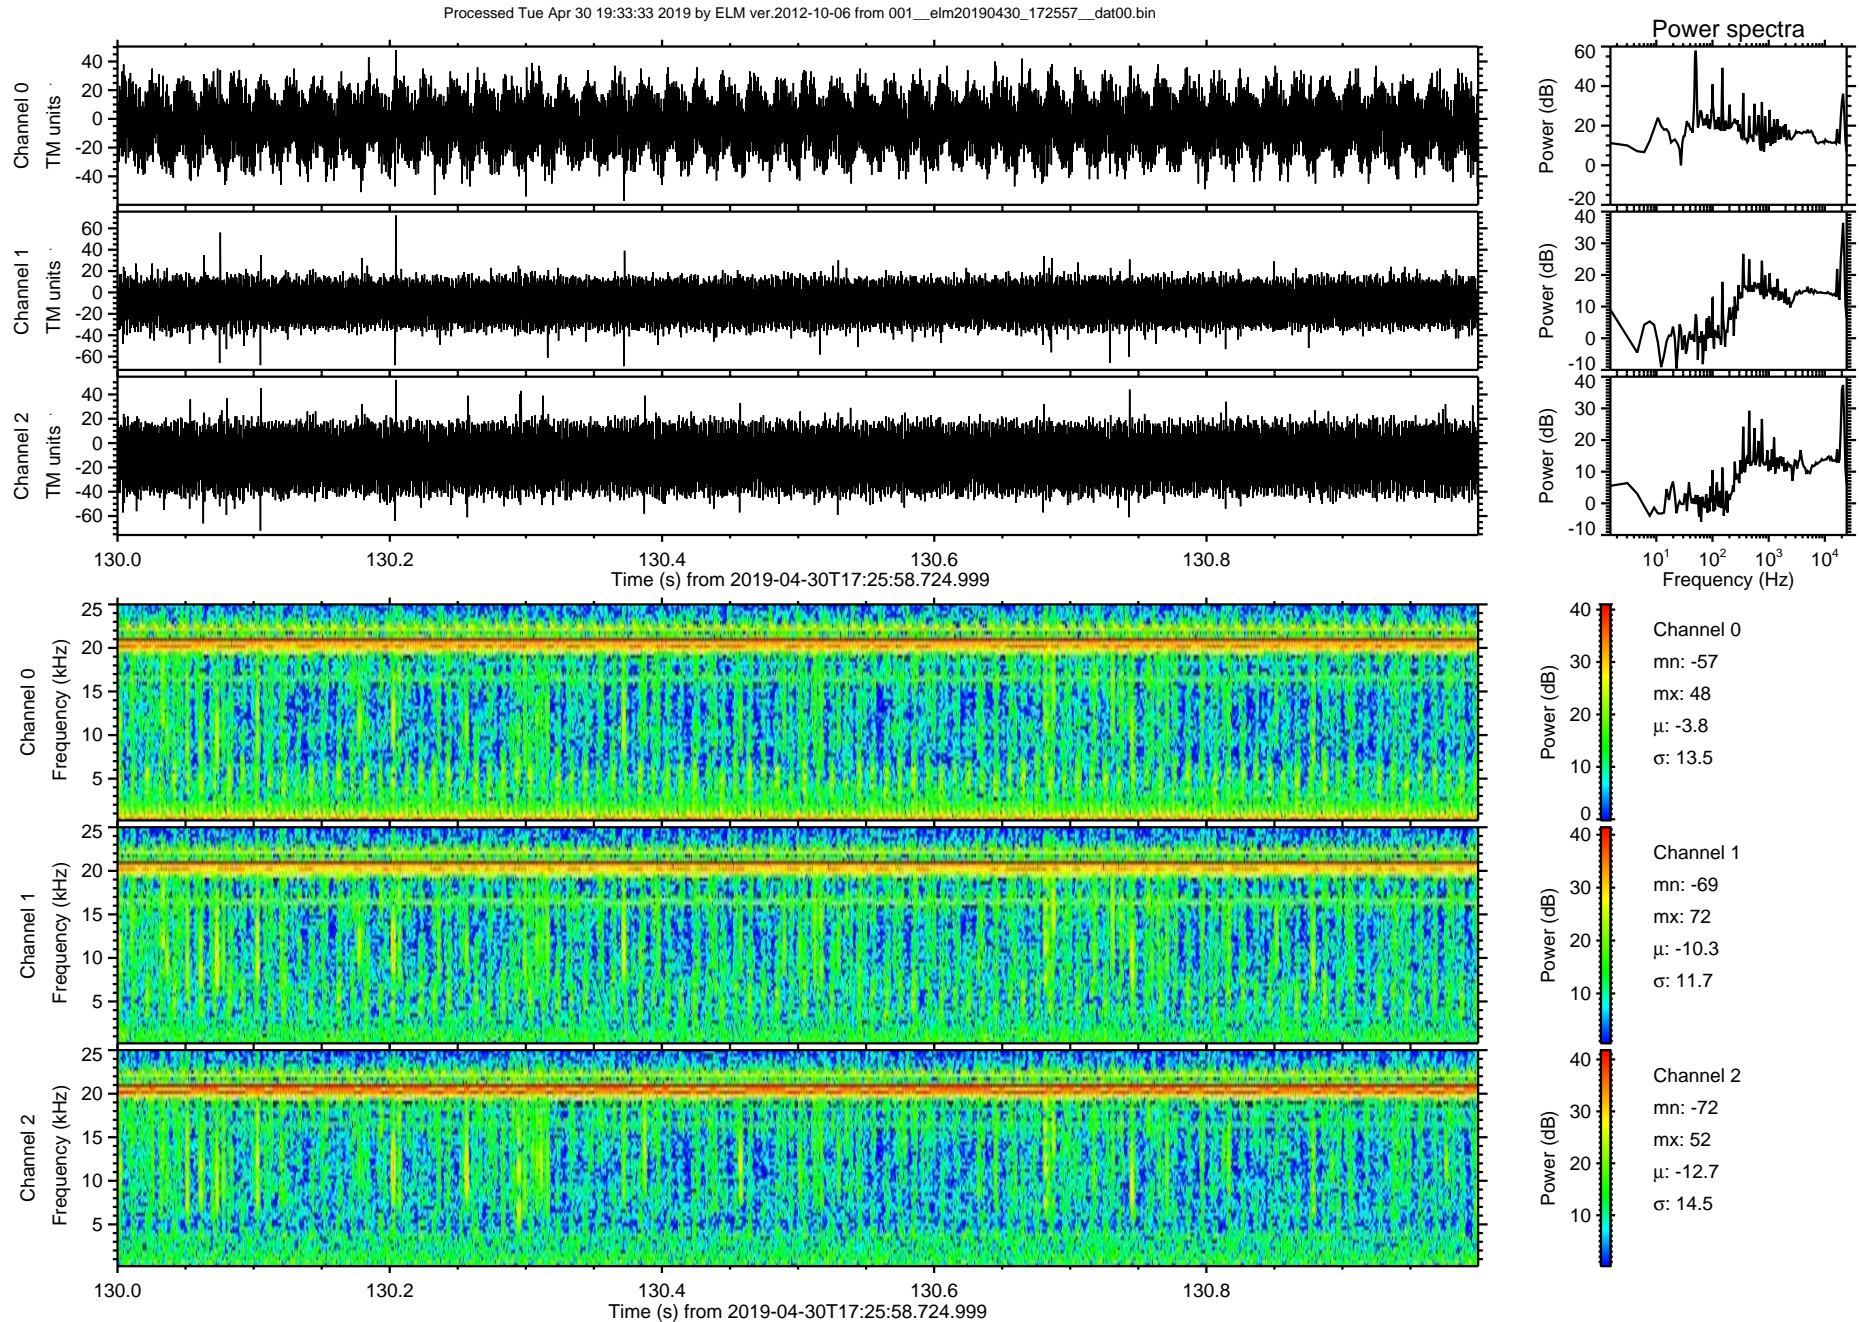 Processed Tue Apr 30 19:33:33 2019 by ELM ver.2012-10-06 from 001__elm20190430_172557__dat00.bin
Power spectra
Channel 0
TM units
40
20
0
-20
-40
Power (dB)
60
40
20
0
-20
Channel 1
TM units
60
40
20
0
-20
-40
-60
Power (dB)
40
30
20
10
0
-10
Channel 2
TM units
40
20
0
-20
-40
-60
Power (dB)
40
30
20
10
0
-10
130.0 130.2 130.4 130.6 130.8
Time (s) from 2019-04-30T17:25:58.724.999
10¹ 10² 10³ 10⁴
Frequency (Hz)
Channel 0
Frequency (kHz)
25
20
15
10
5
Power (dB)
40
30
20
10
0
Channel 0
mn: -57
mx: 48
μ: -3.8
σ: 13.5
Channel 1
Frequency (kHz)
25
20
15
10
5
Power (dB)
40
30
20
10
Channel 1
mn: -69
mx: 72
μ: -10.3
σ: 11.7
Channel 2
Frequency (kHz)
25
20
15
10
5
Power (dB)
40
30
20
10
Channel 2
mn: -72
mx: 52
μ: -12.7
σ: 14.5
130.0 130.2 130.4 130.6 130.8
Time (s) from 2019-04-30T17:25:58.724.999